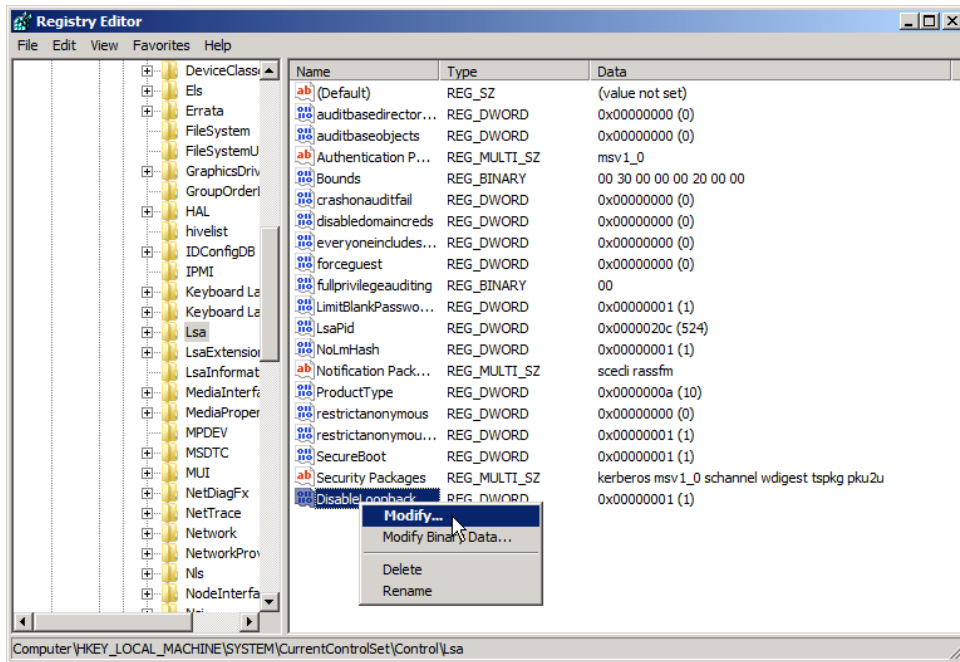 Registry Editor
File Edit View Favorites Help
DeviceClass
Els
Errata
FileSystem
FileSystemU
GraphicsDriv
GroupOrder
HAL
hivelist
IDConfigDB
IPMI
Keyboard La
Keyboard La
Lsa
LsaExtension
LsaInformat
MediaInterfa
MediaProper
MPDEV
MSDTC
MUI
NetDiagFx
NetTrace
Network
NetworkProv
Nls
NodeInterfa
Name Type Data
(Default) REG_SZ (value not set)
auditbasedirector... REG_DWORD 0x00000000 (0)
auditbaseobjects REG_DWORD 0x00000000 (0)
Authentication P... REG_MULTI_SZ msv1_0
Bounds REG_BINARY 00 30 00 00 00 20 00 00
crashonauditfail REG_DWORD 0x00000000 (0)
disabledomaincreds REG_DWORD 0x00000000 (0)
everyoneincludes... REG_DWORD 0x00000000 (0)
forceguest REG_DWORD 0x00000000 (0)
fullprivilegeauditing REG_BINARY 00
LimitBlankPasswo... REG_DWORD 0x00000001 (1)
LsaPid REG_DWORD 0x0000020c (524)
NoLmHash REG_DWORD 0x00000001 (1)
Notification Pack... REG_MULTI_SZ scecli rassfm
ProductType REG_DWORD 0x0000000a (10)
restrictanonymous REG_DWORD 0x00000000 (0)
restrictanonymou... REG_DWORD 0x00000001 (1)
SecureBoot REG_DWORD 0x00000001 (1)
Security Packages REG_MULTI_SZ kerberos msv1_0 schannel wdigest tspkg pku2u
DisableLoopback REG_DWORD 0x00000001 (1)
Modify...
Modify Binary Data...
Delete
Rename
Computer\HKEY_LOCAL_MACHINE\SYSTEM\CurrentControlSet\Control\Lsa